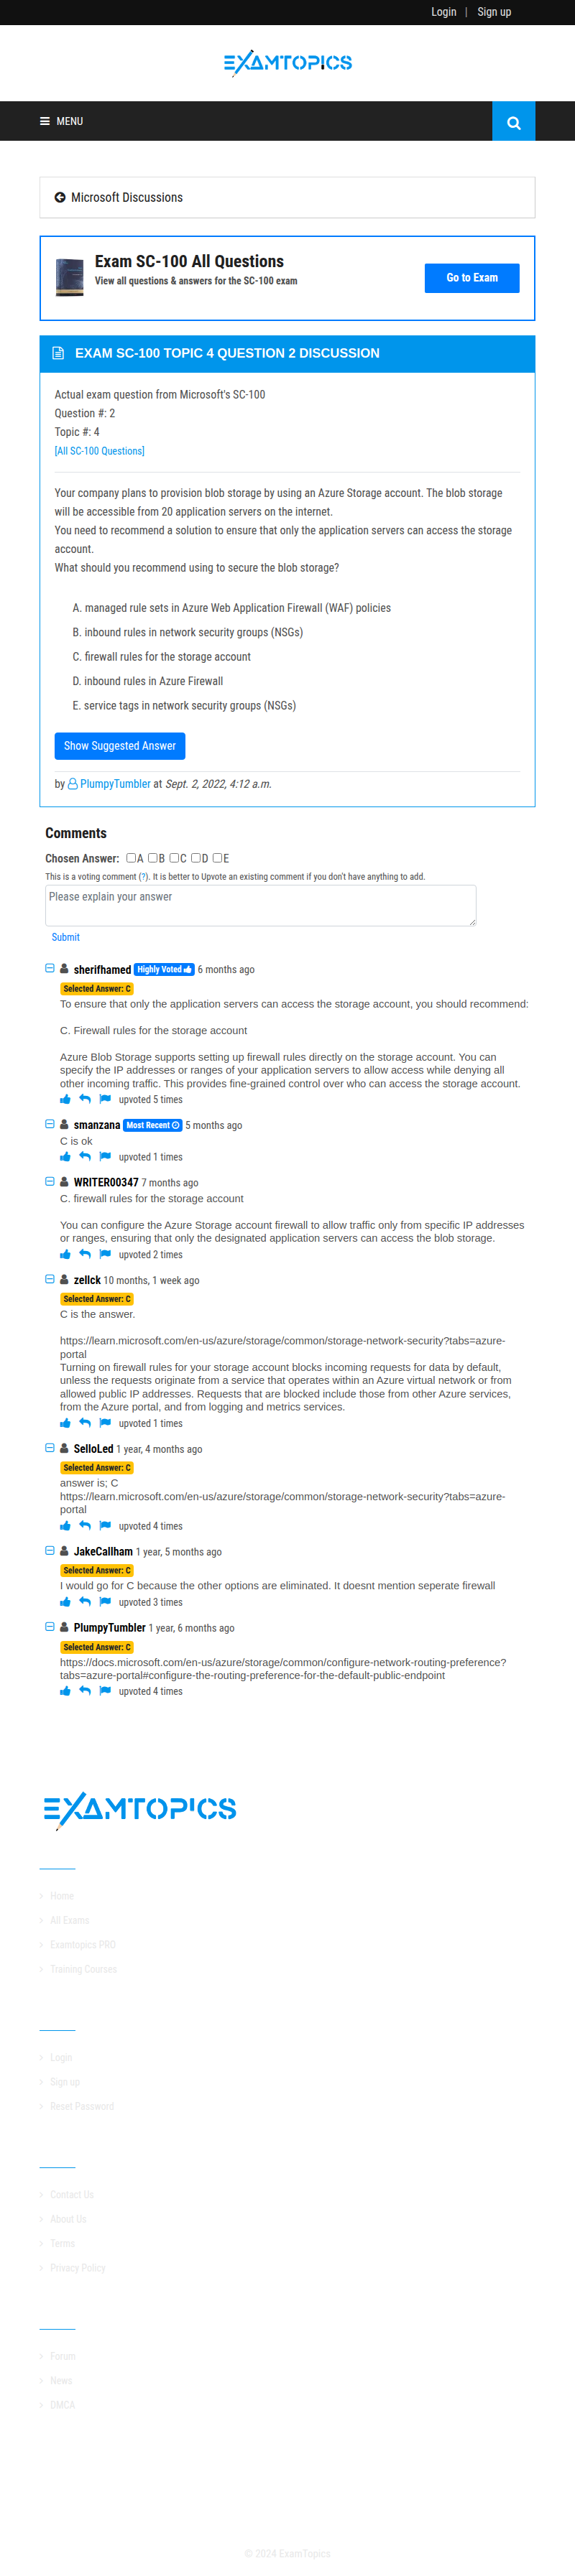 Login | Sign up
EXAMTOPICS
MENU
Microsoft Discussions
Exam SC-100 All Questions
View all questions & answers for the SC-100 exam
Go to Exam
EXAM SC-100 TOPIC 4 QUESTION 2 DISCUSSION
Actual exam question from Microsoft's SC-100
Question #: 2
Topic #: 4
[All SC-100 Questions]
Your company plans to provision blob storage by using an Azure Storage account. The blob storage
will be accessible from 20 application servers on the internet.
You need to recommend a solution to ensure that only the application servers can access the storage
account.
What should you recommend using to secure the blob storage?
A. managed rule sets in Azure Web Application Firewall (WAF) policies
B. inbound rules in network security groups (NSGs)
C. firewall rules for the storage account
D. inbound rules in Azure Firewall
E. service tags in network security groups (NSGs)
Show Suggested Answer
by PlumpyTumbler at Sept. 2, 2022, 4:12 a.m.
Comments
Chosen Answer: A B C D E
This is a voting comment (?). It is better to Upvote an existing comment if you don't have anything to add.
Please explain your answer
Submit
sherifhamed Highly Voted 6 months ago
Selected Answer: C
To ensure that only the application servers can access the storage account, you should recommend:
C. Firewall rules for the storage account
Azure Blob Storage supports setting up firewall rules directly on the storage account. You can
specify the IP addresses or ranges of your application servers to allow access while denying all
other incoming traffic. This provides fine-grained control over who can access the storage account.
upvoted 5 times
smanzana Most Recent 5 months ago
C is ok
upvoted 1 times
WRITER00347 7 months ago
C. firewall rules for the storage account
You can configure the Azure Storage account firewall to allow traffic only from specific IP addresses
or ranges, ensuring that only the designated application servers can access the blob storage.
upvoted 2 times
zellck 10 months, 1 week ago
Selected Answer: C
C is the answer.
https://learn.microsoft.com/en-us/azure/storage/common/storage-network-security?tabs=azure-
portal
Turning on firewall rules for your storage account blocks incoming requests for data by default,
unless the requests originate from a service that operates within an Azure virtual network or from
allowed public IP addresses. Requests that are blocked include those from other Azure services,
from the Azure portal, and from logging and metrics services.
upvoted 1 times
SelloLed 1 year, 4 months ago
Selected Answer: C
answer is; C
https://learn.microsoft.com/en-us/azure/storage/common/storage-network-security?tabs=azure-
portal
upvoted 4 times
JakeCallham 1 year, 5 months ago
Selected Answer: C
I would go for C because the other options are eliminated. It doesnt mention seperate firewall
upvoted 3 times
PlumpyTumbler 1 year, 6 months ago
Selected Answer: C
https://docs.microsoft.com/en-us/azure/storage/common/configure-network-routing-preference?
tabs=azure-portal#configure-the-routing-preference-for-the-default-public-endpoint
upvoted 4 times
EXAMTOPICS
Home
All Exams
Examtopics PRO
Training Courses
Login
Sign up
Reset Password
Contact Us
About Us
Terms
Privacy Policy
Forum
News
DMCA
© 2024 ExamTopics